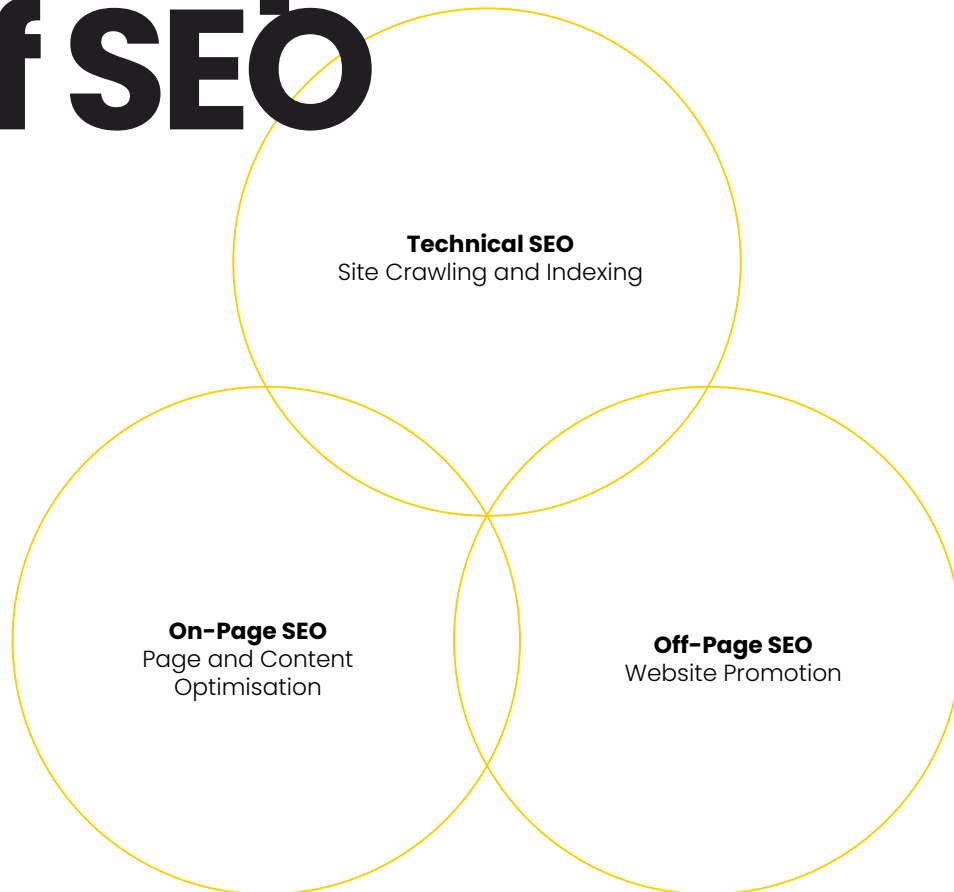 f SEO
Technical SEO
Site Crawling and Indexing
On-Page SEO
Page and Content
Optimisation
Off-Page SEO
Website Promotion